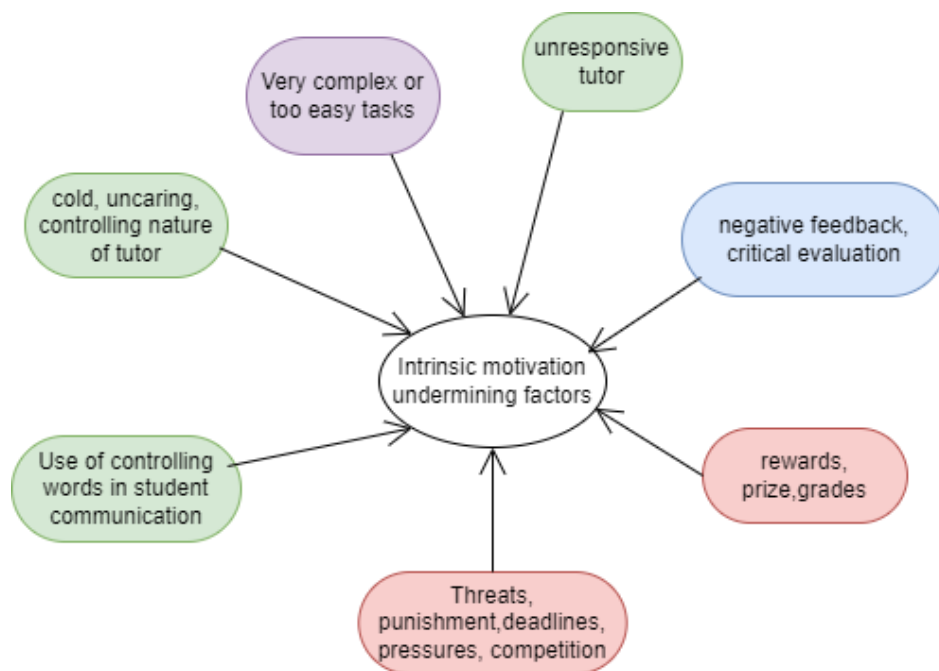 unresponsive
tutor
Very complex or
too easy tasks
cold, uncaring,
controlling nature
of tutor
negative feedback,
critical evaluation
Intrinsic motivation
undermining factors
Use of controlling
words in student
communication
rewards,
prize,grades
Threats,
punishment,deadlines,
pressures, competition